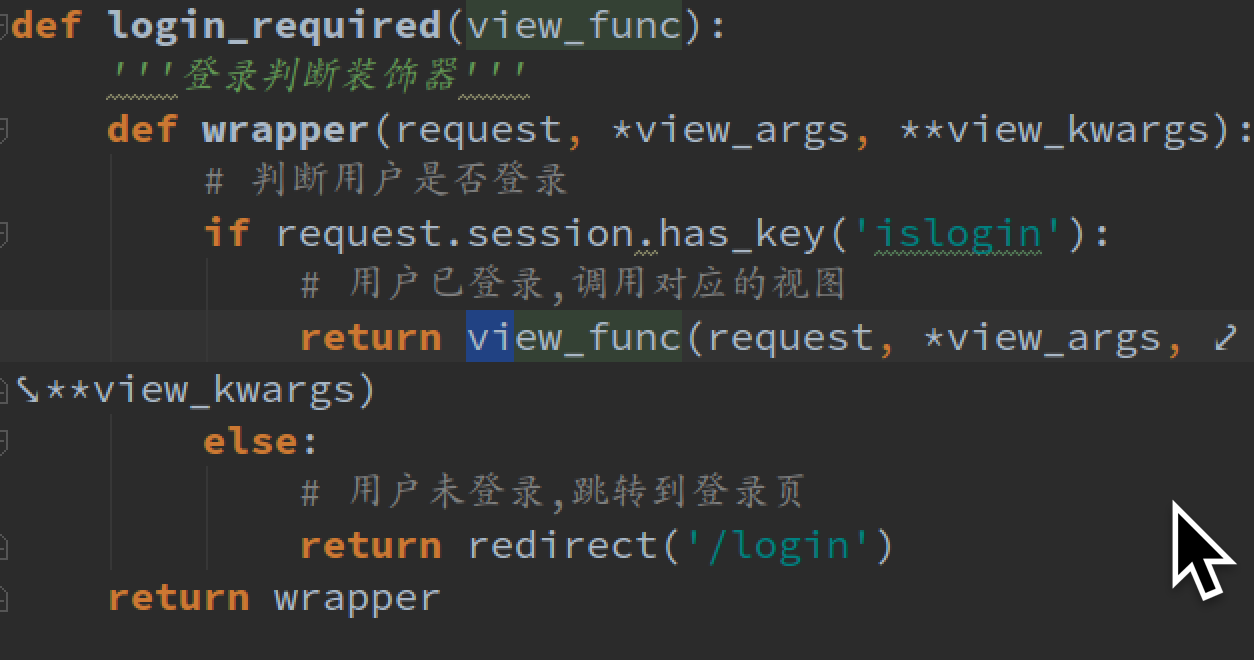 def login_required(view_func):
    '''登录判断装饰器'''
    def wrapper(request, *view_args, **view_kwargs):
        # 判断用户是否登录
        if request.session.has_key('islogin'):
            # 用户已登录,调用对应的视图
            return view_func(request, *view_args,
**view_kwargs)
        else:
            # 用户未登录,跳转到登录页
            return redirect('/login')
    return wrapper